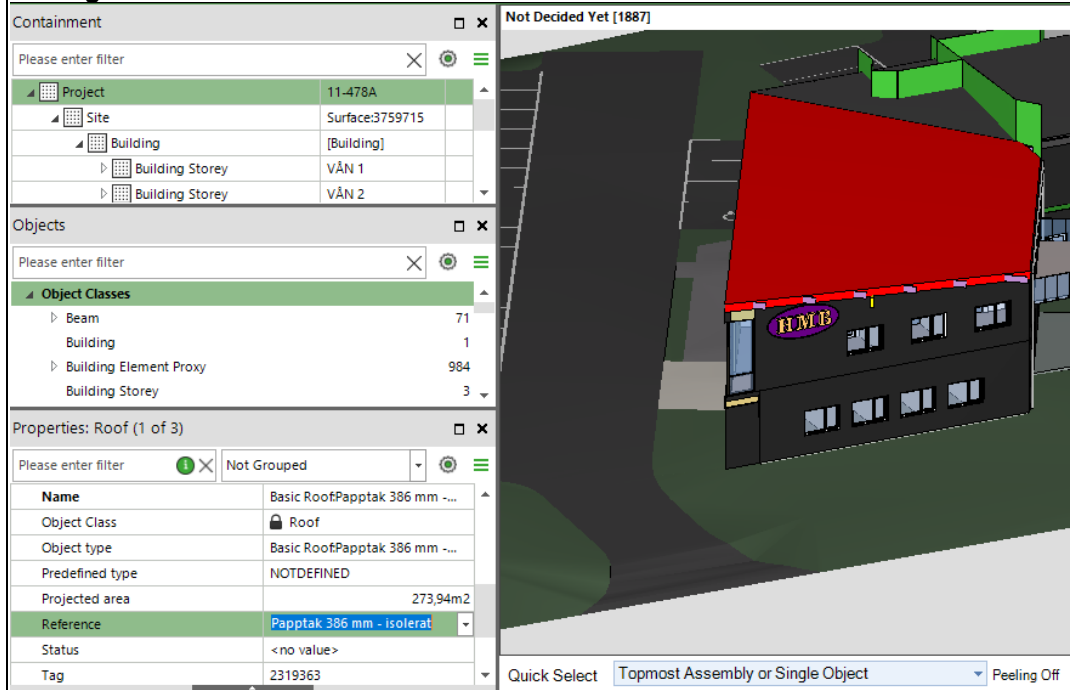 Containment
Please enter filter
Project 11-478A
Site Surface:3759715
Building [Building]
Building Storey VÅN 1
Building Storey VÅN 2
Objects
Please enter filter
Object Classes
Beam 71
Building 1
Building Element Proxy 984
Building Storey 3
Properties: Roof (1 of 3)
Please enter filter Not Grouped
Name Basic Roof:Papptak 386 mm -...
Object Class Roof
Object type Basic Roof:Papptak 386 mm -...
Predefined type NOTDEFINED
Projected area 273,94m2
Reference Papptak 386 mm - isolerat
Status <no value>
Tag 2319363
Not Decided Yet [1887]
HMB
Quick Select Topmost Assembly or Single Object Peeling Off